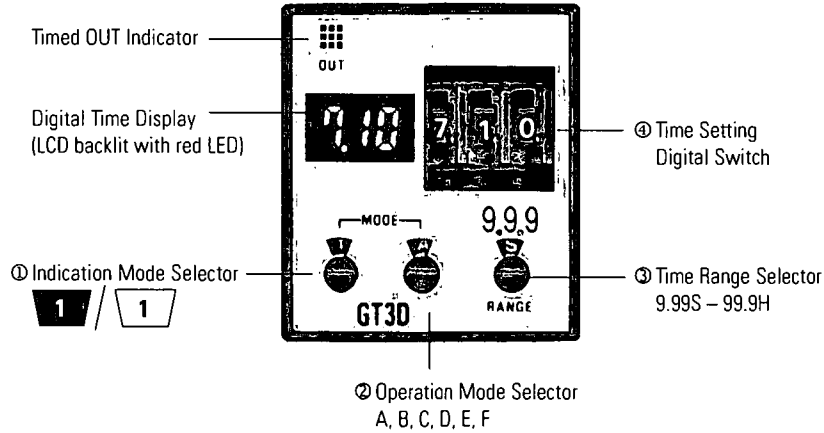 Timed OUT Indicator
OUT
Digital Time Display
(LCD backlit with red LED)
7.10
7 1 0
④ Time Setting
Digital Switch
MODE
9.9.9
1
A
S
① Indication Mode Selector
1 / 1
③ Time Range Selector
9.99S – 99.9H
RANGE
GT3D
② Operation Mode Selector
A, B, C, D, E, F